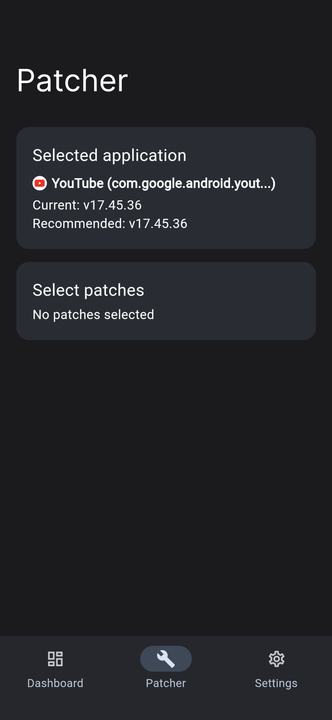 Patcher
Selected application
YouTube (com.google.android.yout...)
Current: v17.45.36
Recommended: v17.45.36
Select patches
No patches selected
Dashboard
Patcher
Settings